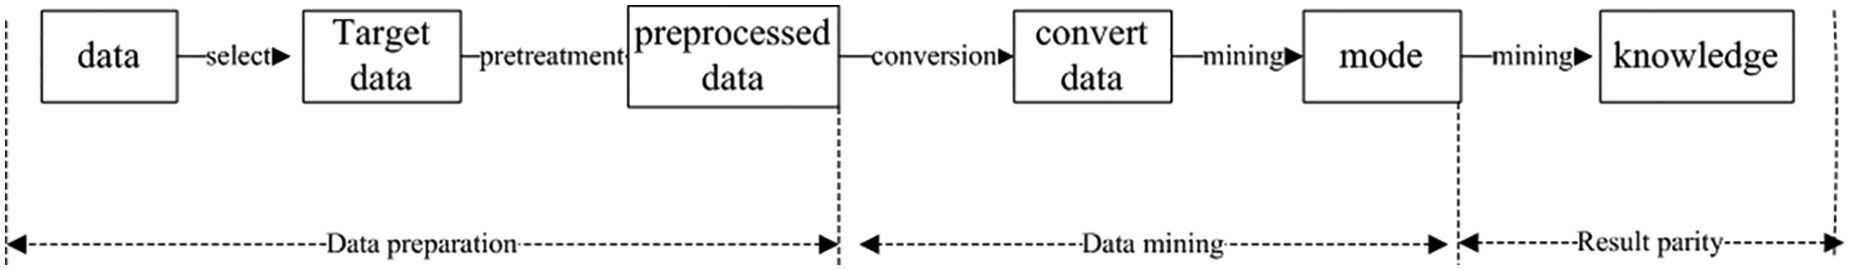 data
select
Target
data
pretreatment
preprocessed
data
conversion
convert
data
mining
mode
mining
knowledge
Data preparation
Data mining
Result parity